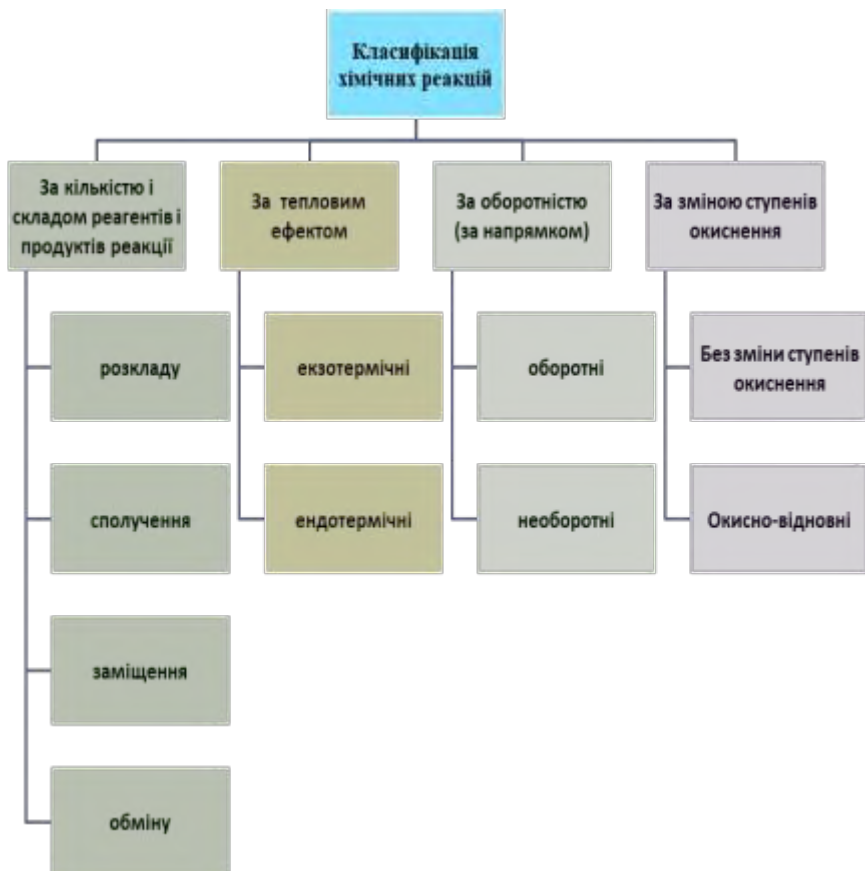 Класифікація
хімічних реакцій
За кількістю і
складом реагентів і
продуктів реакції
За тепловим
ефектом
За оборотністю
(за напрямком)
За зміною ступенів
окиснення
розкладу
екзотермічні
оборотні
Без зміни ступенів
окиснення
сполучення
ендотермічні
необоротні
Окисно-відновні
заміщення
обміну